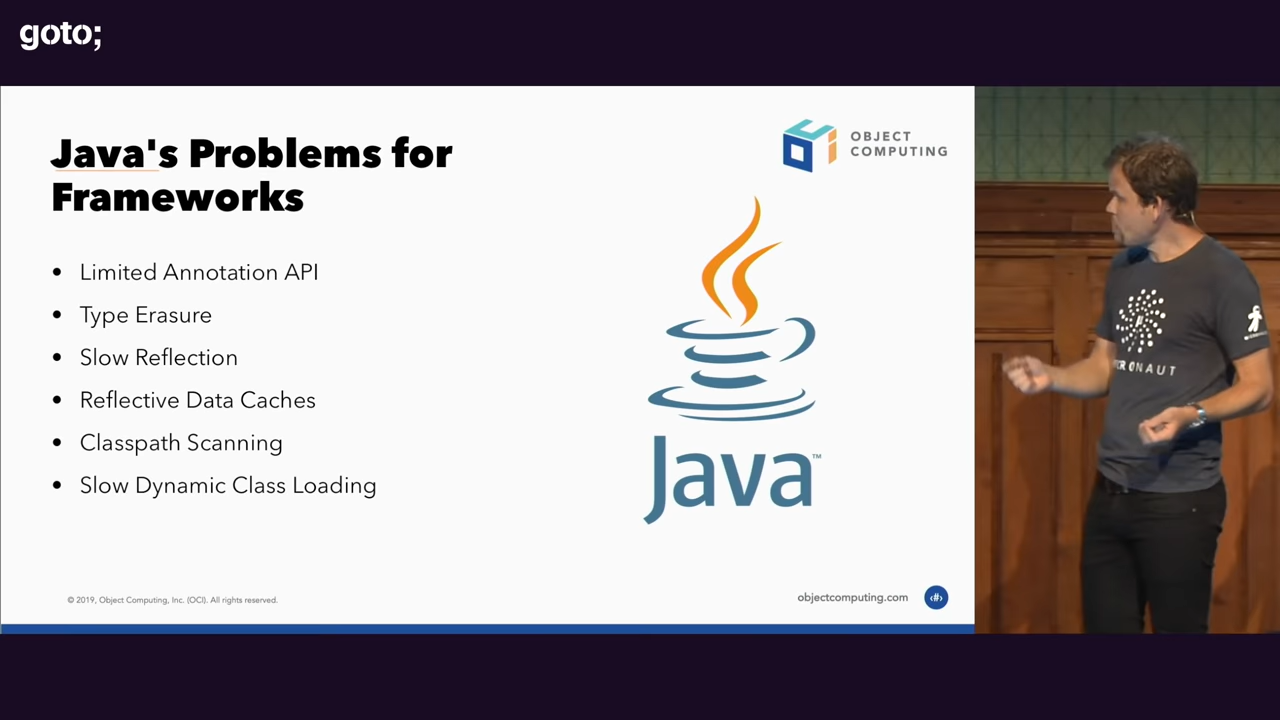 goto;
Java's Problems for
Frameworks
OBJECT
COMPUTING
• Limited Annotation API
• Type Erasure
• Slow Reflection
• Reflective Data Caches
• Classpath Scanning
• Slow Dynamic Class Loading
Java™
© 2019, Object Computing, Inc. (OCI). All rights reserved.
objectcomputing.com
‹#›